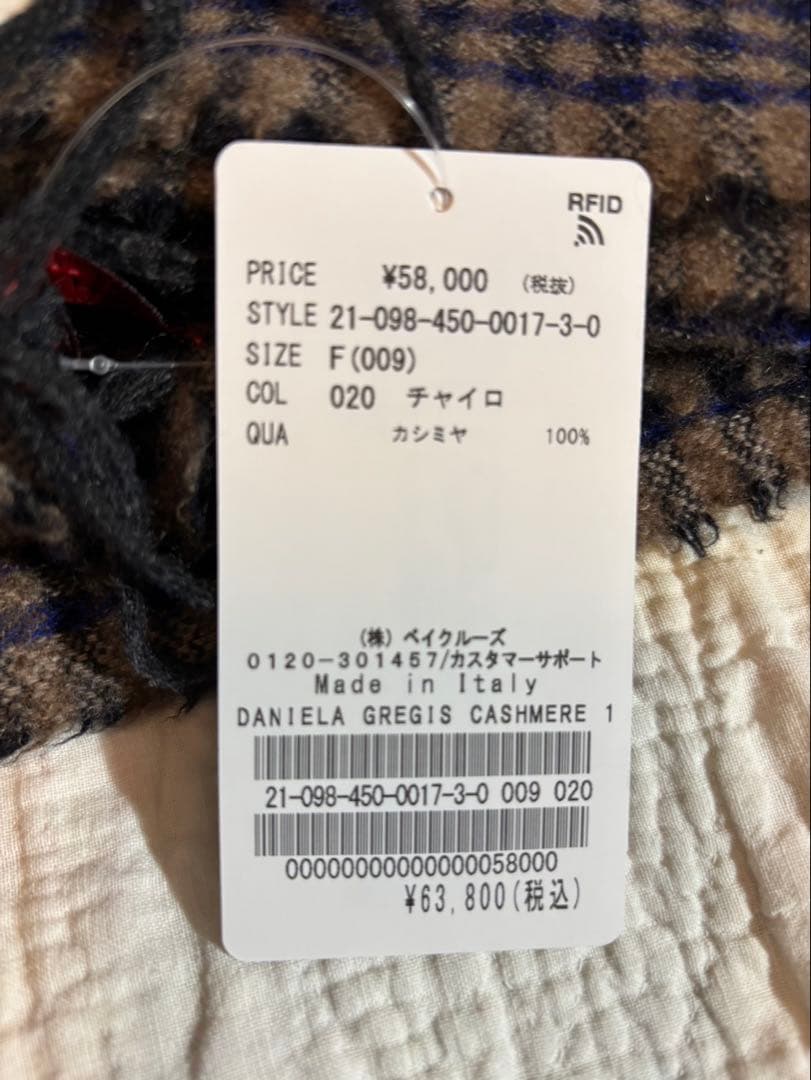 RFID
PRICE ¥58,000 (税抜)
STYLE 21-098-450-0017-3-0
SIZE F(009)
COL 020 チャイロ
QUA カシミヤ 100%
(株) ベイクルーズ
0120-301457/カスタマーサポート
Made in Italy
DANIELA GREGIS CASHMERE 1
21-098-450-0017-3-0 009 020
00000000000000058000
¥63,800(税込)